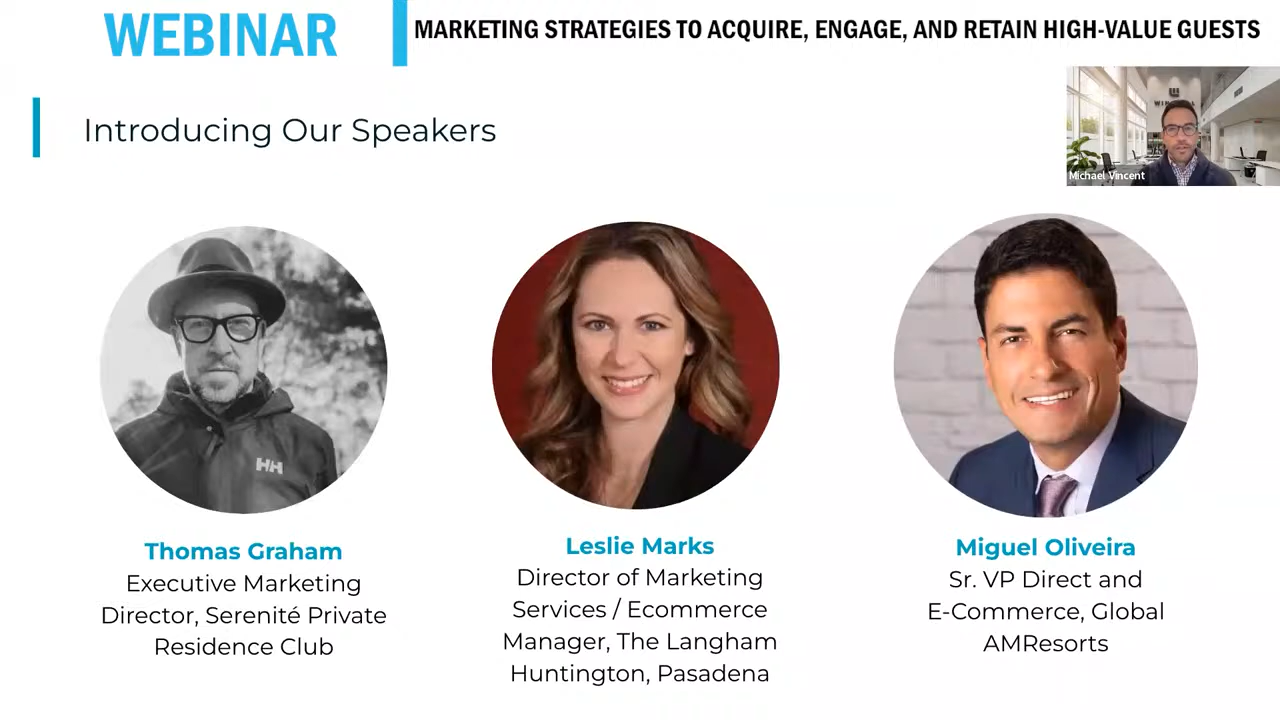 WEBINAR
MARKETING STRATEGIES TO ACQUIRE, ENGAGE, AND RETAIN HIGH-VALUE GUESTS
Introducing Our Speakers
Michael Vincent
HH
Thomas Graham
Executive Marketing
Director, Serenité Private
Residence Club
Leslie Marks
Director of Marketing
Services / Ecommerce
Manager, The Langham
Huntington, Pasadena
Miguel Oliveira
Sr. VP Direct and
E-Commerce, Global
AMResorts